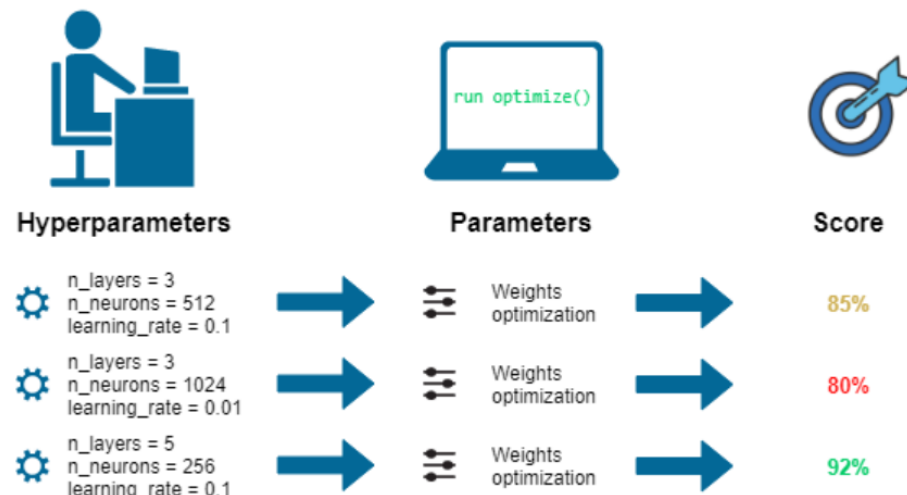 run optimize()
Hyperparameters
Parameters
Score
n_layers = 3
n_neurons = 512
learning_rate = 0.1
Weights
optimization
85%
n_layers = 3
n_neurons = 1024
learning_rate = 0.01
Weights
optimization
80%
n_layers = 5
n_neurons = 256
learning_rate = 0.1
Weights
optimization
92%